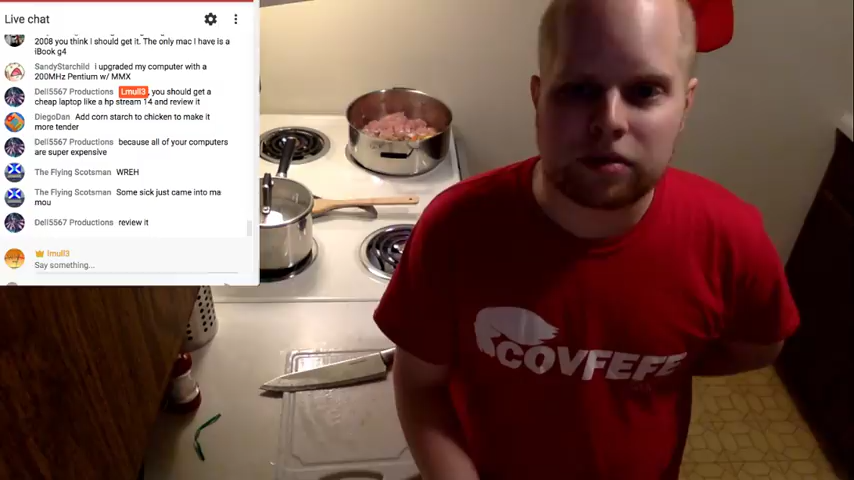 Live chat
2008 you think I should get it. The only mac I have is a
iBook g4
SandyStarchild i upgraded my computer with a
200MHz Pentium w/ MMX
Dell5567 Productions Lmull3, you should get a
cheap laptop like a hp stream 14 and review it
DiegoDan Add corn starch to chicken to make it
more tender
Dell5567 Productions because all of your computers
are super expensive
The Flying Scotsman WREH
The Flying Scotsman Some sick just came into ma
mou
Dell5567 Productions review it
lmull3
Say something...
COVFEFE